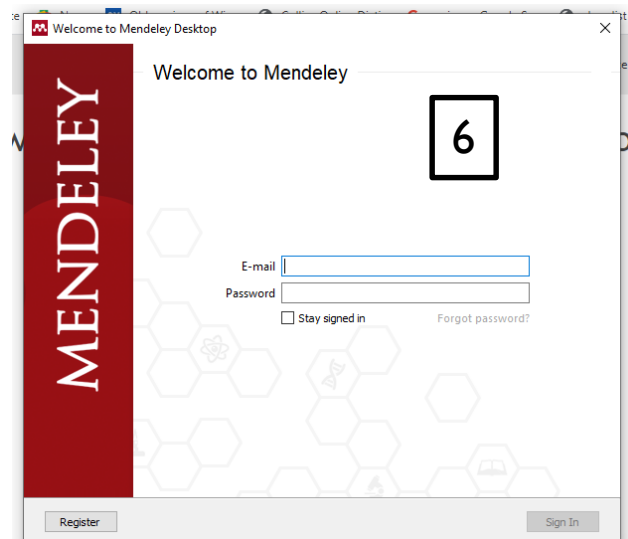 Welcome to Mendeley Desktop
Welcome to Mendeley
6
MENDELEY
E-mail
Password
Stay signed in
Forgot password?
Register
Sign In